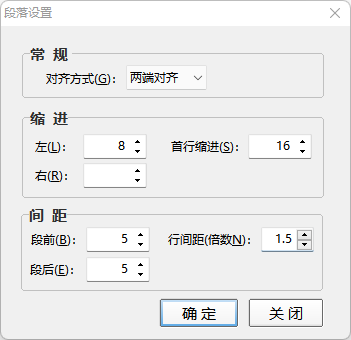 段落设置
常 规
对齐方式(G): 两端对齐
缩 进
左(L): 8 首行缩进(S): 16
右(R):
间 距
段前(B): 5 行间距(倍数N): 1.5
段后(E): 5
确 定 关 闭